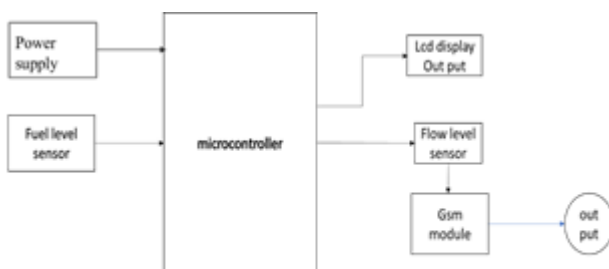 Power
supply
Fuel level
sensor
microcontroller
Lcd display
Out put
Flow level
sensor
Gsm
module
out
put